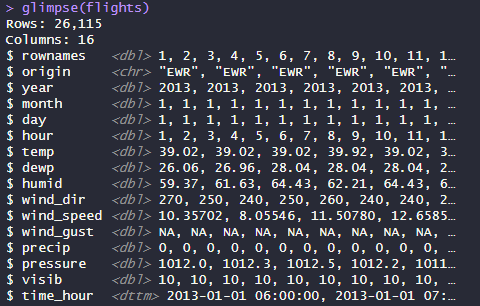 > glimpse(flights)
Rows: 26,115
Columns: 16
$ rownames   <dbl> 1, 2, 3, 4, 5, 6, 7, 8, 9, 10, 11, 1…
$ origin     <chr> "EWR", "EWR", "EWR", "EWR", "EWR", "…
$ year       <dbl> 2013, 2013, 2013, 2013, 2013, 2013, …
$ month      <dbl> 1, 1, 1, 1, 1, 1, 1, 1, 1, 1, 1, 1, …
$ day        <dbl> 1, 1, 1, 1, 1, 1, 1, 1, 1, 1, 1, 1, …
$ hour       <dbl> 1, 2, 3, 4, 5, 6, 7, 8, 9, 10, 11, 1…
$ temp       <dbl> 39.02, 39.02, 39.02, 39.92, 39.02, 3…
$ dewp       <dbl> 26.06, 26.96, 28.04, 28.04, 28.04, 2…
$ humid      <dbl> 59.37, 61.63, 64.43, 62.21, 64.43, 6…
$ wind_dir   <dbl> 270, 250, 240, 250, 260, 240, 240, 2…
$ wind_speed <dbl> 10.35702, 8.05546, 11.50780, 12.6585…
$ wind_gust  <dbl> NA, NA, NA, NA, NA, NA, NA, NA, NA, …
$ precip     <dbl> 0, 0, 0, 0, 0, 0, 0, 0, 0, 0, 0, 0, …
$ pressure   <dbl> 1012.0, 1012.3, 1012.5, 1012.2, 1011…
$ visib      <dbl> 10, 10, 10, 10, 10, 10, 10, 10, 10, …
$ time_hour  <dttm> 2013-01-01 06:00:00, 2013-01-01 07:…